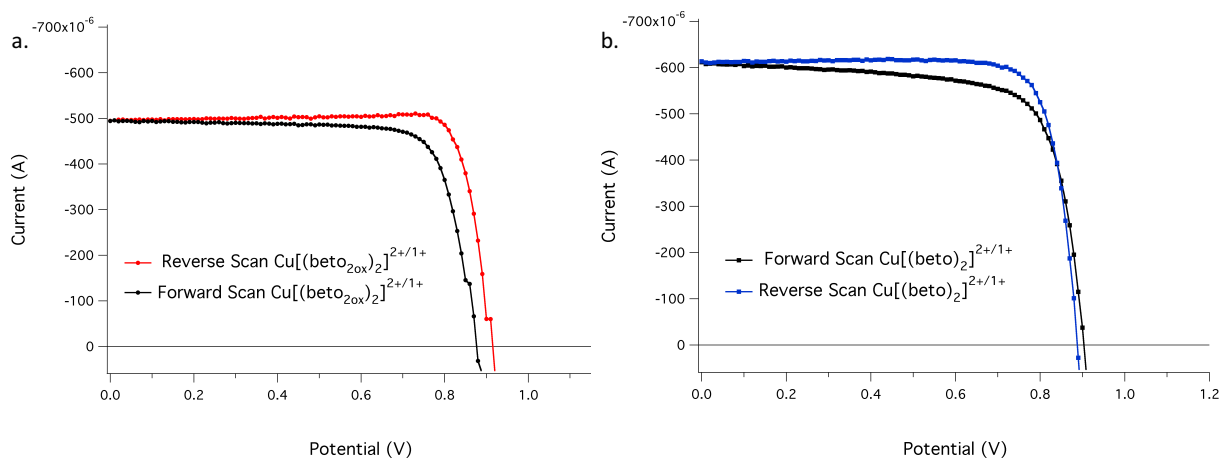 a.
-700x10⁻⁶
-600
-500
-400
-300
-200
-100
0
Current (A)
Reverse Scan Cu[(beto₂ₒₓ)₂]²⁺/¹⁺
Forward Scan Cu[(beto₂ₒₓ)₂]²⁺/¹⁺
0.0 0.2 0.4 0.6 0.8 1.0
Potential (V)
b.
-700x10⁻⁶
-600
-500
-400
-300
-200
-100
0
Current (A)
Forward Scan Cu[(beto)₂]²⁺/¹⁺
Reverse Scan Cu[(beto)₂]²⁺/¹⁺
0.0 0.2 0.4 0.6 0.8 1.0 1.2
Potential (V)